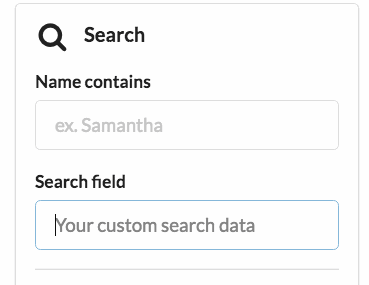 Search
Name contains
ex. Samantha
Search field
Your custom search data